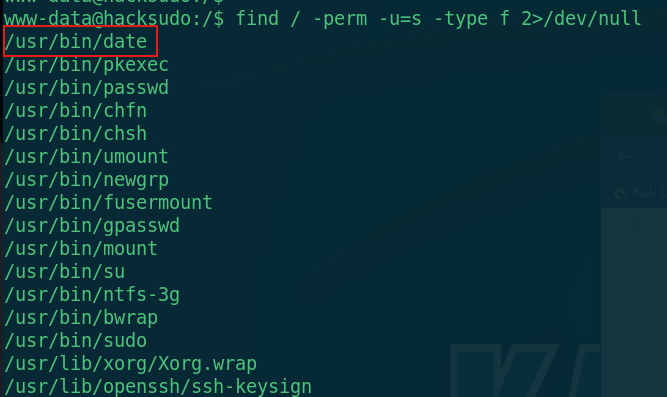 www-data@hacksudo:/$
www-data@hacksudo:/$ find / -perm -u=s -type f 2>/dev/null
/usr/bin/date
/usr/bin/pkexec
/usr/bin/passwd
/usr/bin/chfn
/usr/bin/chsh
/usr/bin/umount
/usr/bin/newgrp
/usr/bin/fusermount
/usr/bin/gpasswd
/usr/bin/mount
/usr/bin/su
/usr/bin/ntfs-3g
/usr/bin/bwrap
/usr/bin/sudo
/usr/lib/xorg/Xorg.wrap
/usr/lib/openssh/ssh-keysign